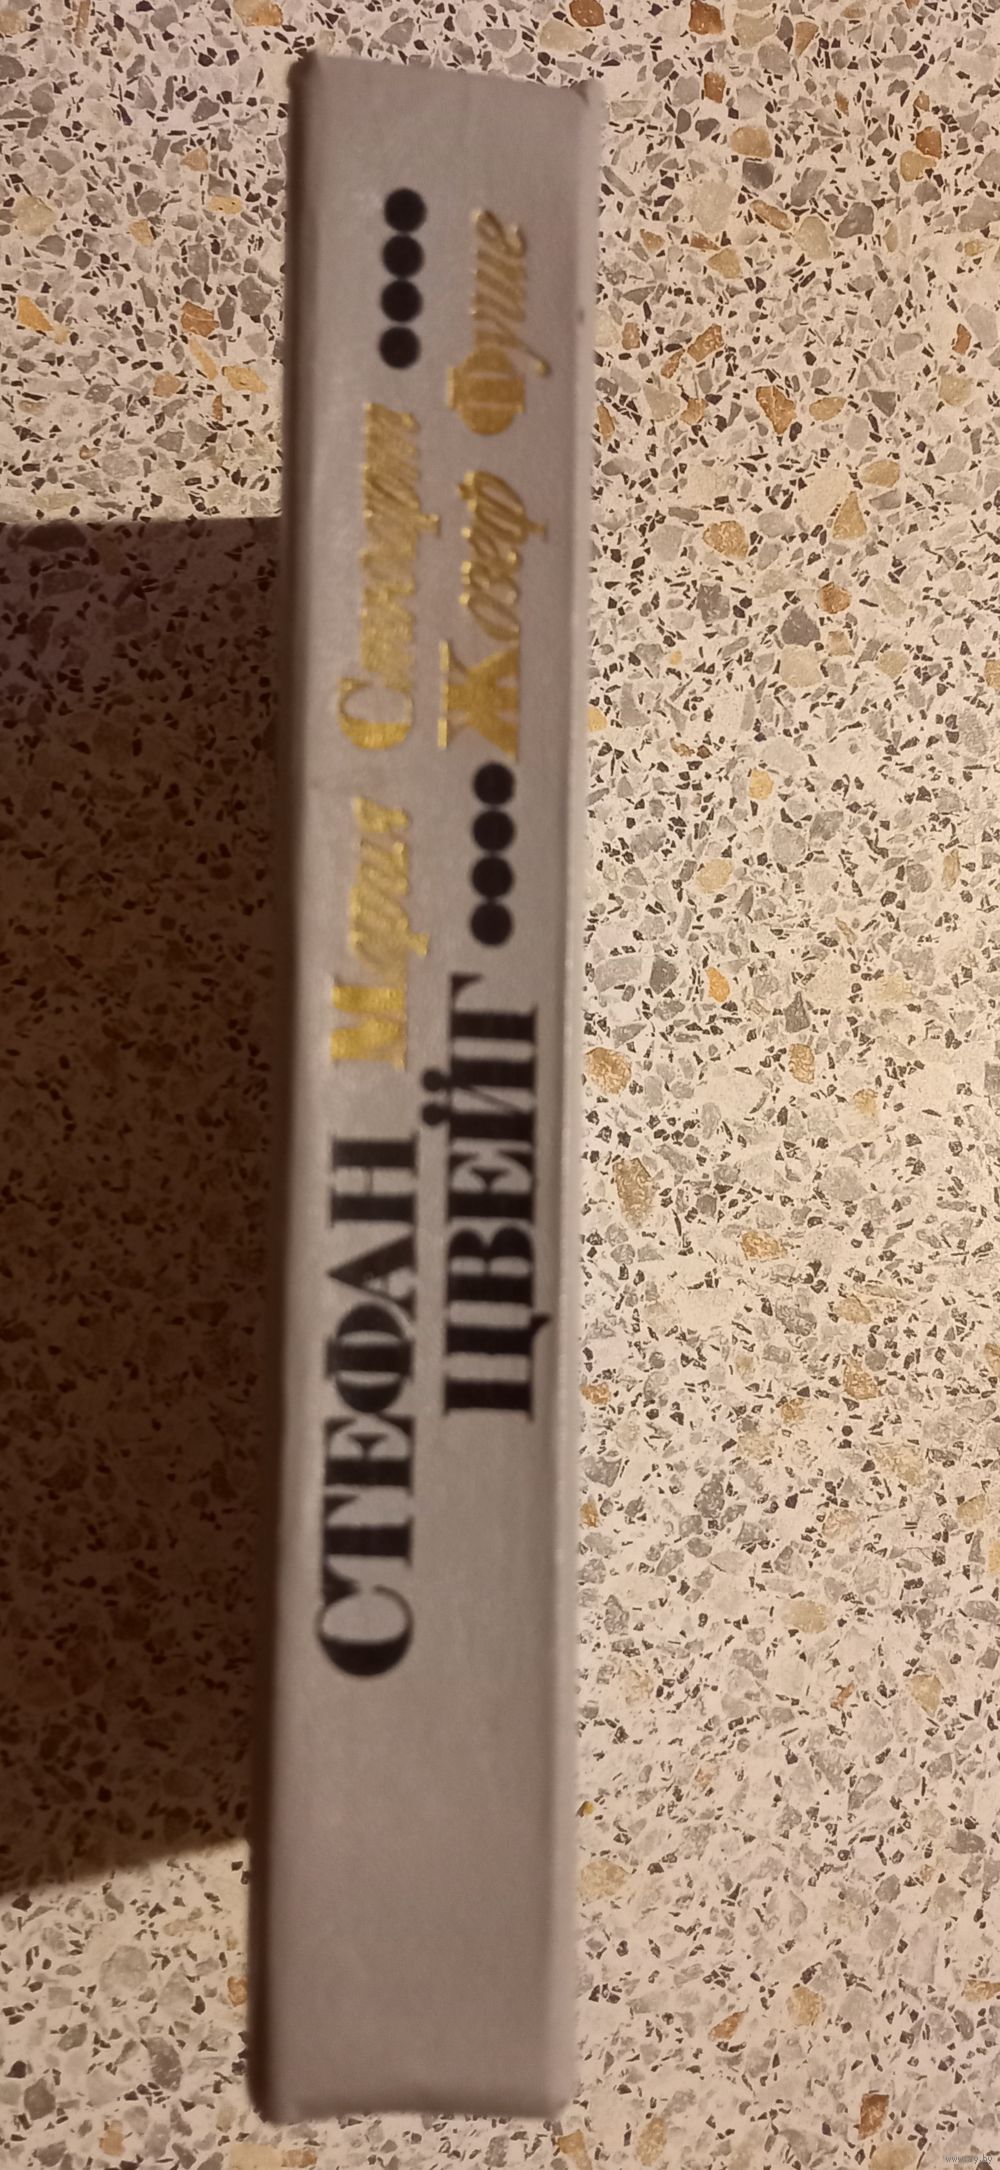 СТЕФАН Мария Стюарт ●●●●
ЦВЕЙГ ●●●● Жозеф Фуше